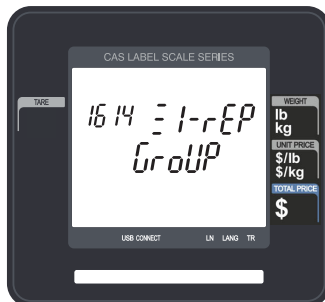 CAS LABEL SCALE SERIES
TARE
1614 Ξ 1-rEP
GroUP
WEIGHT
lb
kg
UNIT PRICE
$/lb
$/kg
TOTAL PRICE
$
USB CONNECT LN LANG TR